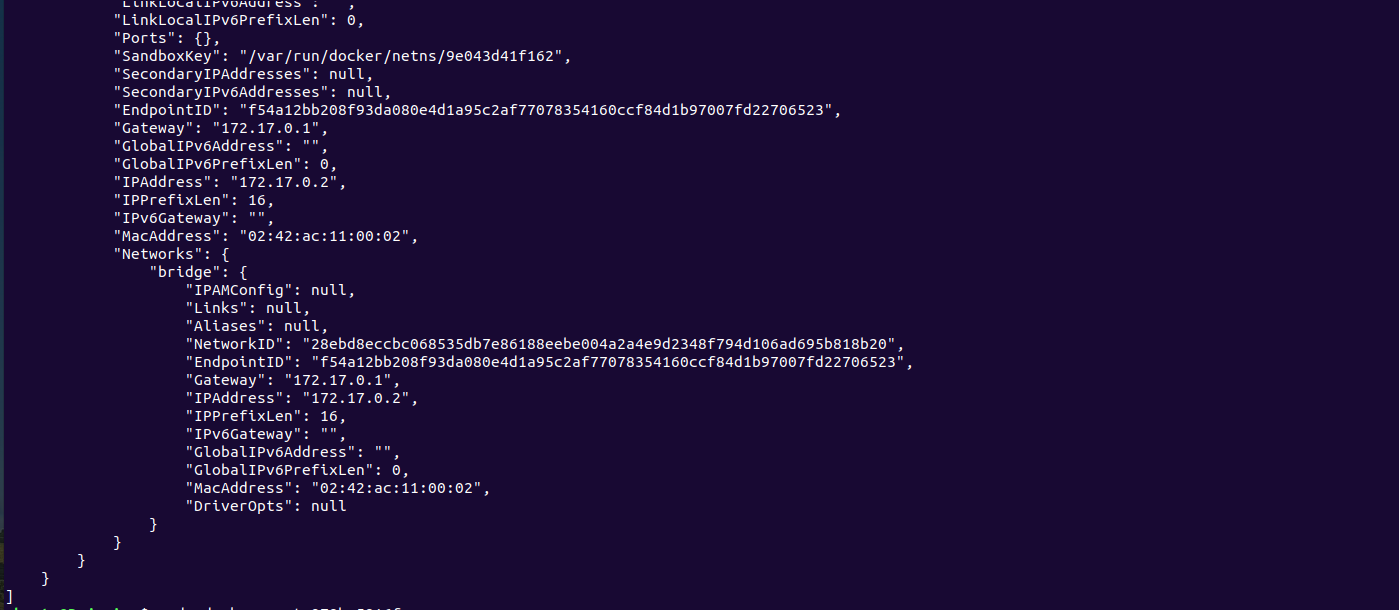 "LinkLocalIPv6Address": "",
"LinkLocalIPv6PrefixLen": 0,
"Ports": {},
"SandboxKey": "/var/run/docker/netns/9e043d41f162",
"SecondaryIPAddresses": null,
"SecondaryIPv6Addresses": null,
"EndpointID": "f54a12bb208f93da080e4d1a95c2af77078354160ccf84d1b97007fd22706523",
"Gateway": "172.17.0.1",
"GlobalIPv6Address": "",
"GlobalIPv6PrefixLen": 0,
"IPAddress": "172.17.0.2",
"IPPrefixLen": 16,
"IPv6Gateway": "",
"MacAddress": "02:42:ac:11:00:02",
"Networks": {
"bridge": {
"IPAMConfig": null,
"Links": null,
"Aliases": null,
"NetworkID": "28ebd8eccbc068535db7e86188eebe004a2a4e9d2348f794d106ad695b818b20",
"EndpointID": "f54a12bb208f93da080e4d1a95c2af77078354160ccf84d1b97007fd22706523",
"Gateway": "172.17.0.1",
"IPAddress": "172.17.0.2",
"IPPrefixLen": 16,
"IPv6Gateway": "",
"GlobalIPv6Address": "",
"GlobalIPv6PrefixLen": 0,
"MacAddress": "02:42:ac:11:00:02",
"DriverOpts": null
}
}
}
}
]